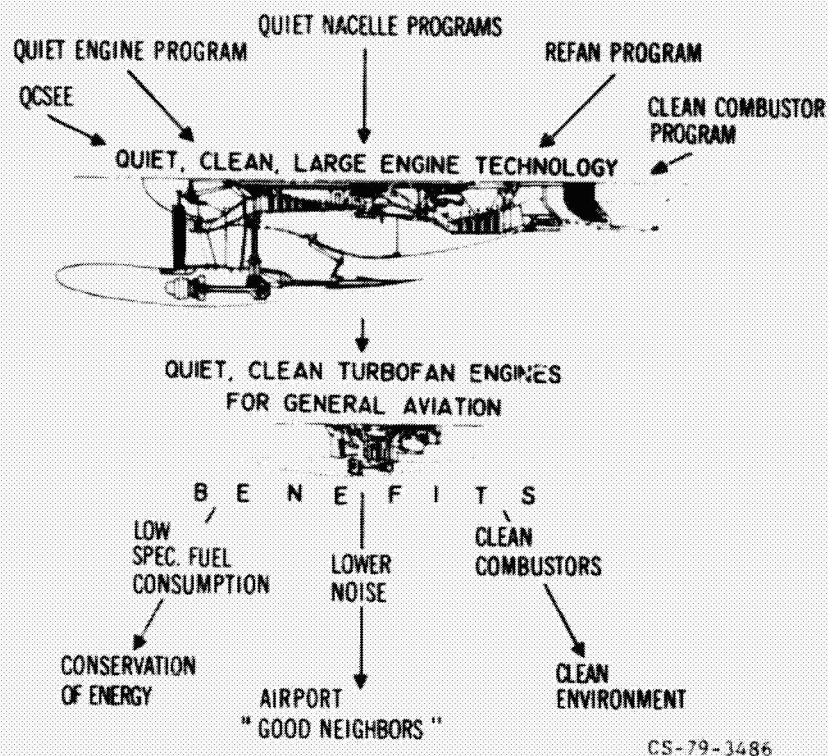 QUIET NACELLE PROGRAMS
QUIET ENGINE PROGRAM
REFAN PROGRAM
QCSEE
CLEAN COMBUSTOR
PROGRAM
QUIET, CLEAN, LARGE ENGINE TECHNOLOGY
QUIET, CLEAN TURBOFAN ENGINES
FOR GENERAL AVIATION
B E N E F I T S
LOW
SPEC. FUEL
CONSUMPTION
LOWER
NOISE
CLEAN
COMBUSTORS
CONSERVATION
OF ENERGY
AIRPORT
" GOOD NEIGHBORS "
CLEAN
ENVIRONMENT
CS-79-3486